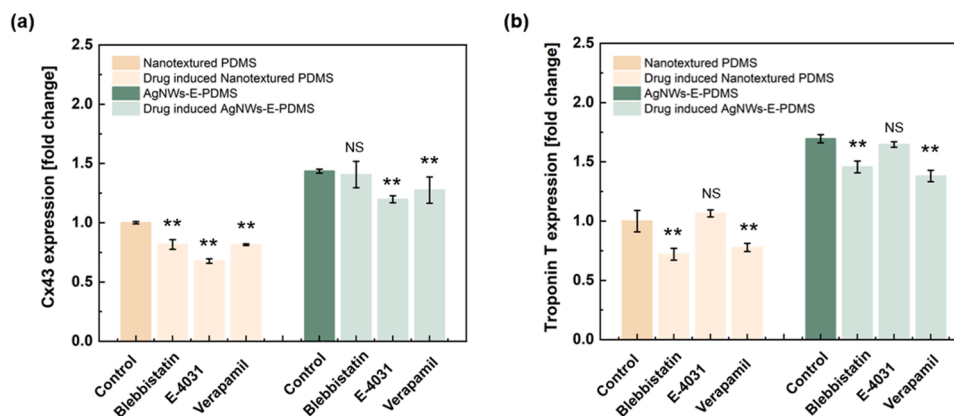 (a)
Cx43 expression [fold change]
2.5
2.0
1.5
1.0
0.5
0.0
Nanotextured PDMS
Drug induced Nanotextured PDMS
AgNWs-E-PDMS
Drug induced AgNWs-E-PDMS
**
**
**
NS
**
**
Control
Blebbistatin
E-4031
Verapamil
Control
Blebbistatin
E-4031
Verapamil
(b)
Troponin T expression [fold change]
2.5
2.0
1.5
1.0
0.5
0.0
Nanotextured PDMS
Drug induced Nanotextured PDMS
AgNWs-E-PDMS
Drug induced AgNWs-E-PDMS
**
NS
**
**
NS
**
Control
Blebbistatin
E-4031
Verapamil
Control
Blebbistatin
E-4031
Verapamil